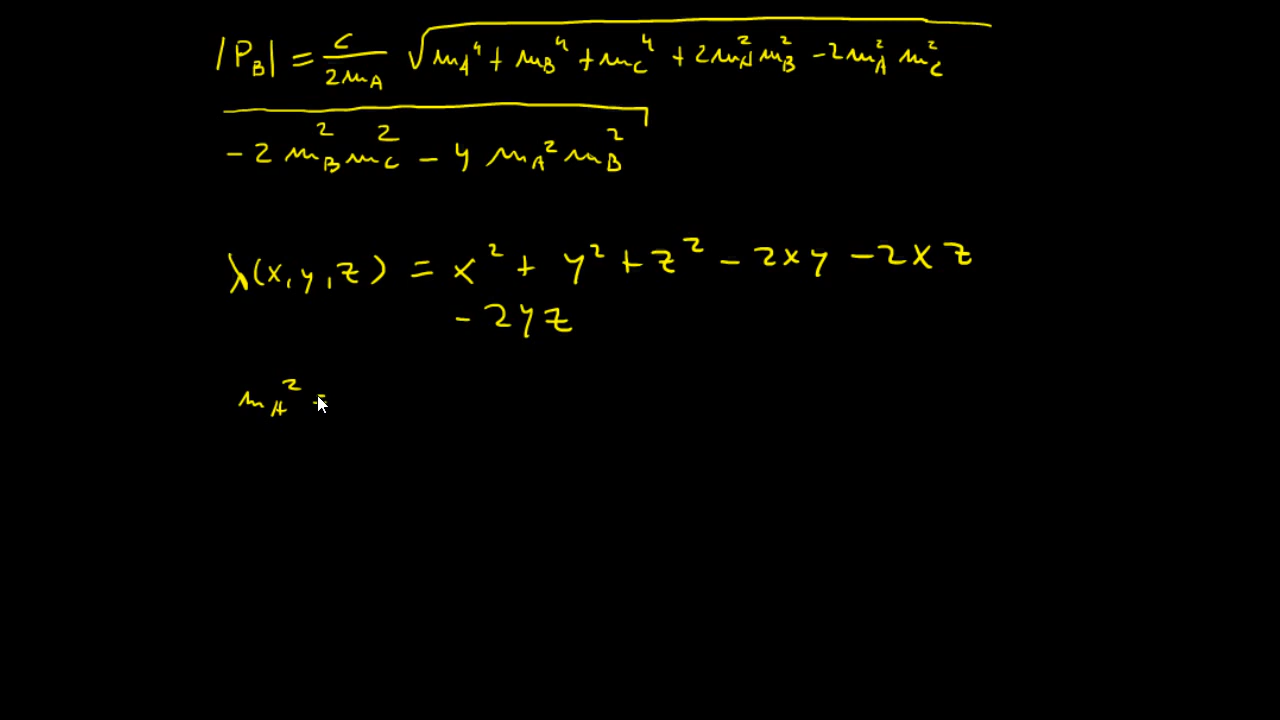 |P_B| = c/(2m_A) √(m_A⁴ + m_B⁴ + m_C⁴ + 2m_A²m_B² - 2m_A²m_C²
- 2m_B²m_C² - 4m_A²m_B²)
λ(x,y,z) = x² + y² + z² - 2xy - 2xz
- 2yz
m_A²